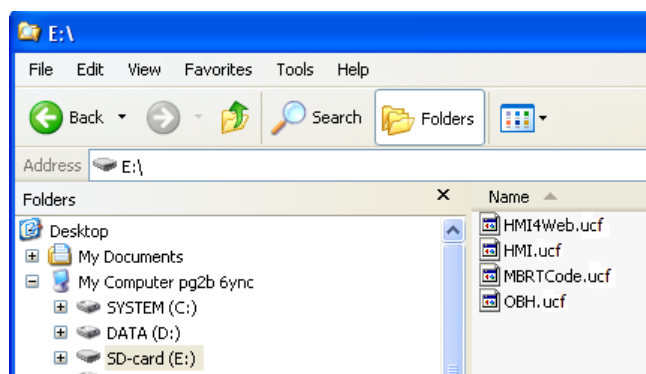 E:\
File Edit View Favorites Tools Help
Back Search Folders
Address E:\
Folders X
Desktop
My Documents
My Computer pg2b 6ync
SYSTEM (C:)
DATA (D:)
SD-card (E:)
Name
HMI4Web.ucf
HMI.ucf
MBRTCode.ucf
OBH.ucf